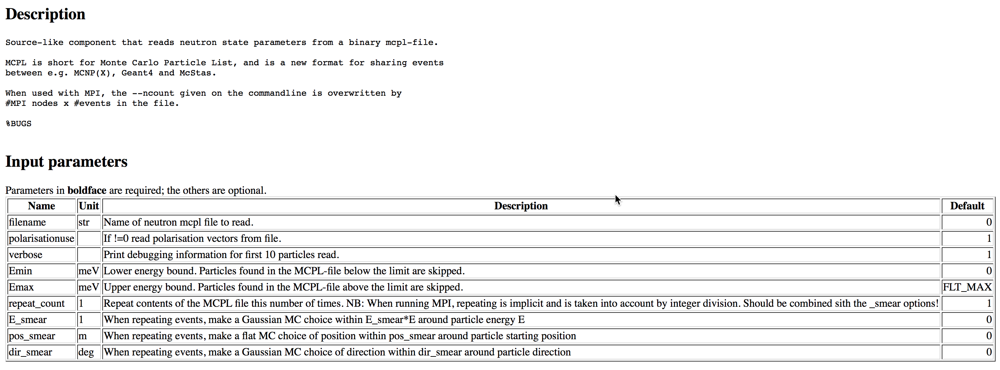 Description
Source-like component that reads neutron state parameters from a binary mcpl-file.
MCPL is short for Monte Carlo Particle List, and is a new format for sharing events
between e.g. MCNP(X), Geant4 and McStas.
When used with MPI, the --ncount given on the commandline is overwritten by
#MPI nodes x #events in the file.
%BUGS
Input parameters
Parameters in boldface are required; the others are optional.
Name Unit Description Default
filename str Name of neutron mcpl file to read. 0
polarisationuse If !=0 read polarisation vectors from file. 1
verbose Print debugging information for first 10 particles read. 1
Emin meV Lower energy bound. Particles found in the MCPL-file below the limit are skipped. 0
Emax meV Upper energy bound. Particles found in the MCPL-file above the limit are skipped. FLT_MAX
repeat_count 1 Repeat contents of the MCPL file this number of times. NB: When running MPI, repeating is implicit and is taken into account by integer division. Should be combined sith the _smear options! 1
E_smear 1 When repeating events, make a Gaussian MC choice within E_smear*E around particle energy E 0
pos_smear m When repeating events, make a flat MC choice of position within pos_smear around particle starting position 0
dir_smear deg When repeating events, make a Gaussian MC choice of direction within dir_smear around particle direction 0